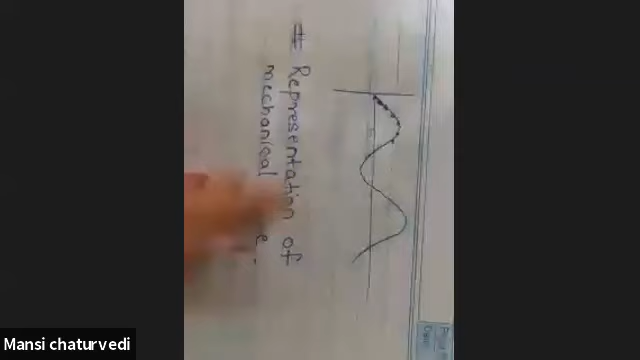 # Representation of
mechanical
Mansi chaturvedi